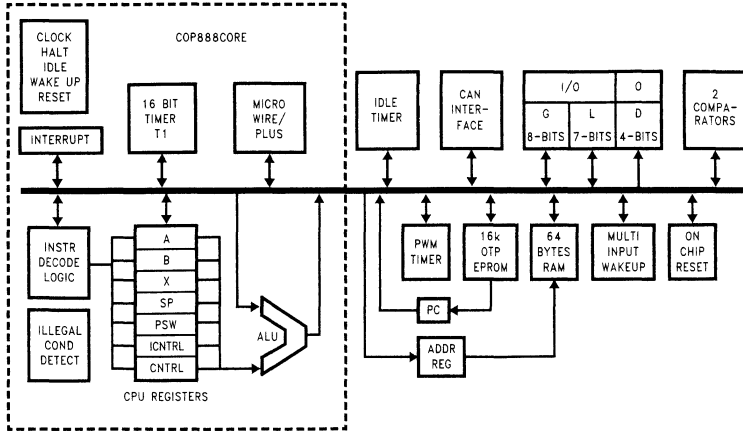 COP888CORE
CLOCK
HALT
IDLE
WAKE UP
RESET
INTERRUPT
16 BIT
TIMER
T1
MICRO
WIRE/
PLUS
IDLE
TIMER
CAN
INTER-
FACE
I/O
O
G
L
D
8-BITS
7-BITS
4-BITS
2
COMPA-
RATORS
INSTR
DECODE
LOGIC
ILLEGAL
COND
DETECT
A
B
X
SP
PSW
ICNTRL
CNTRL
CPU REGISTERS
ALU
PWM
TIMER
16k
OTP
EPROM
64
BYTES
RAM
MULTI
INPUT
WAKEUP
ON
CHIP
RESET
PC
ADDR
REG